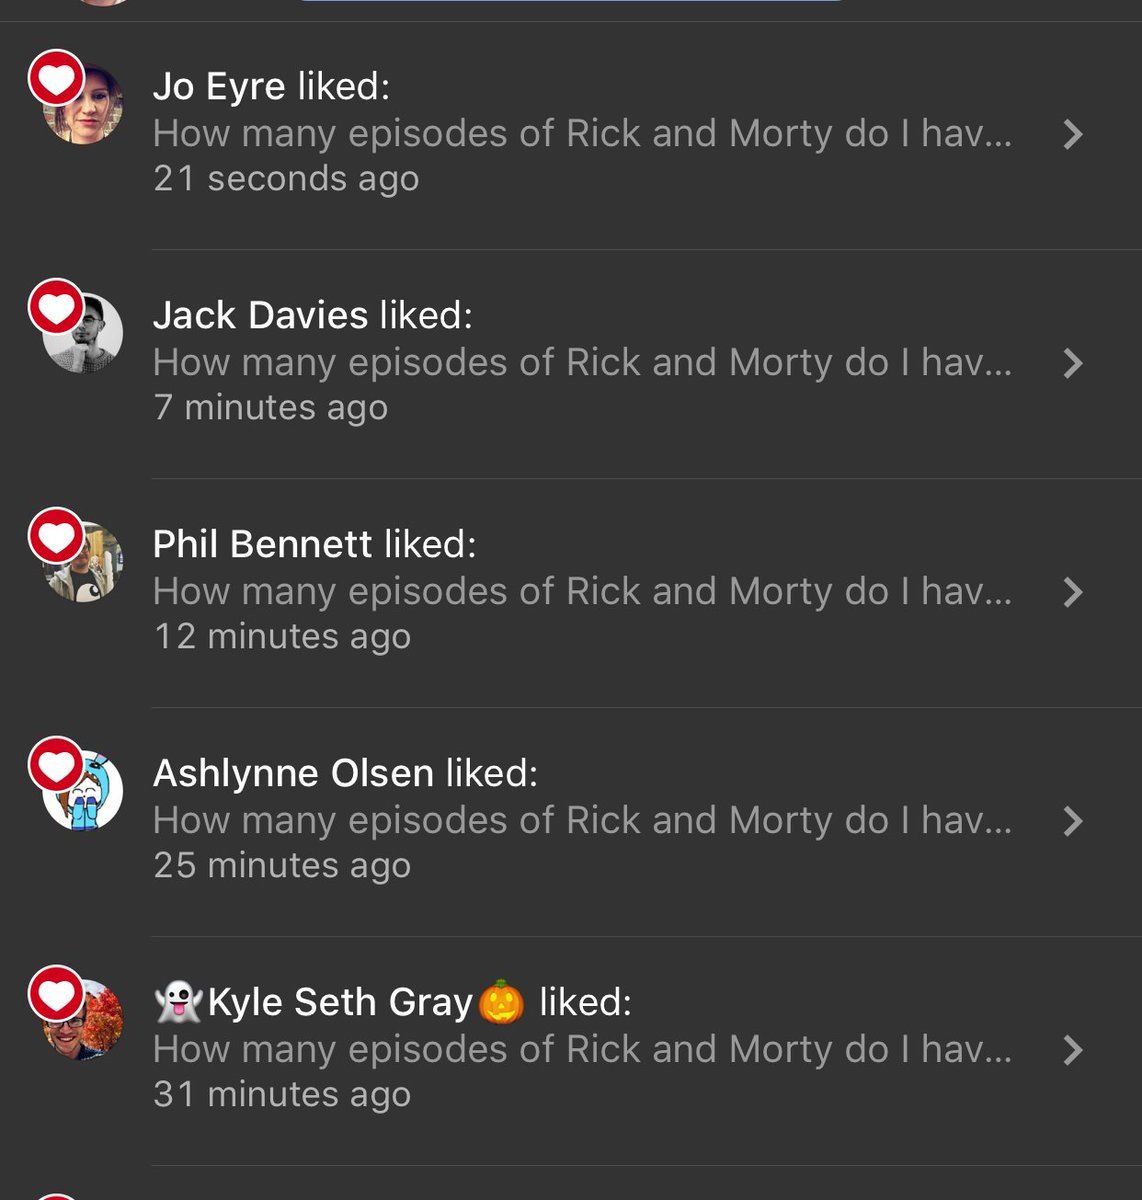 Jo Eyre liked:
How many episodes of Rick and Morty do I hav...
21 seconds ago
Jack Davies liked:
How many episodes of Rick and Morty do I hav...
7 minutes ago
Phil Bennett liked:
How many episodes of Rick and Morty do I hav...
12 minutes ago
Ashlynne Olsen liked:
How many episodes of Rick and Morty do I hav...
25 minutes ago
👻Kyle Seth Gray🎃 liked:
How many episodes of Rick and Morty do I hav...
31 minutes ago